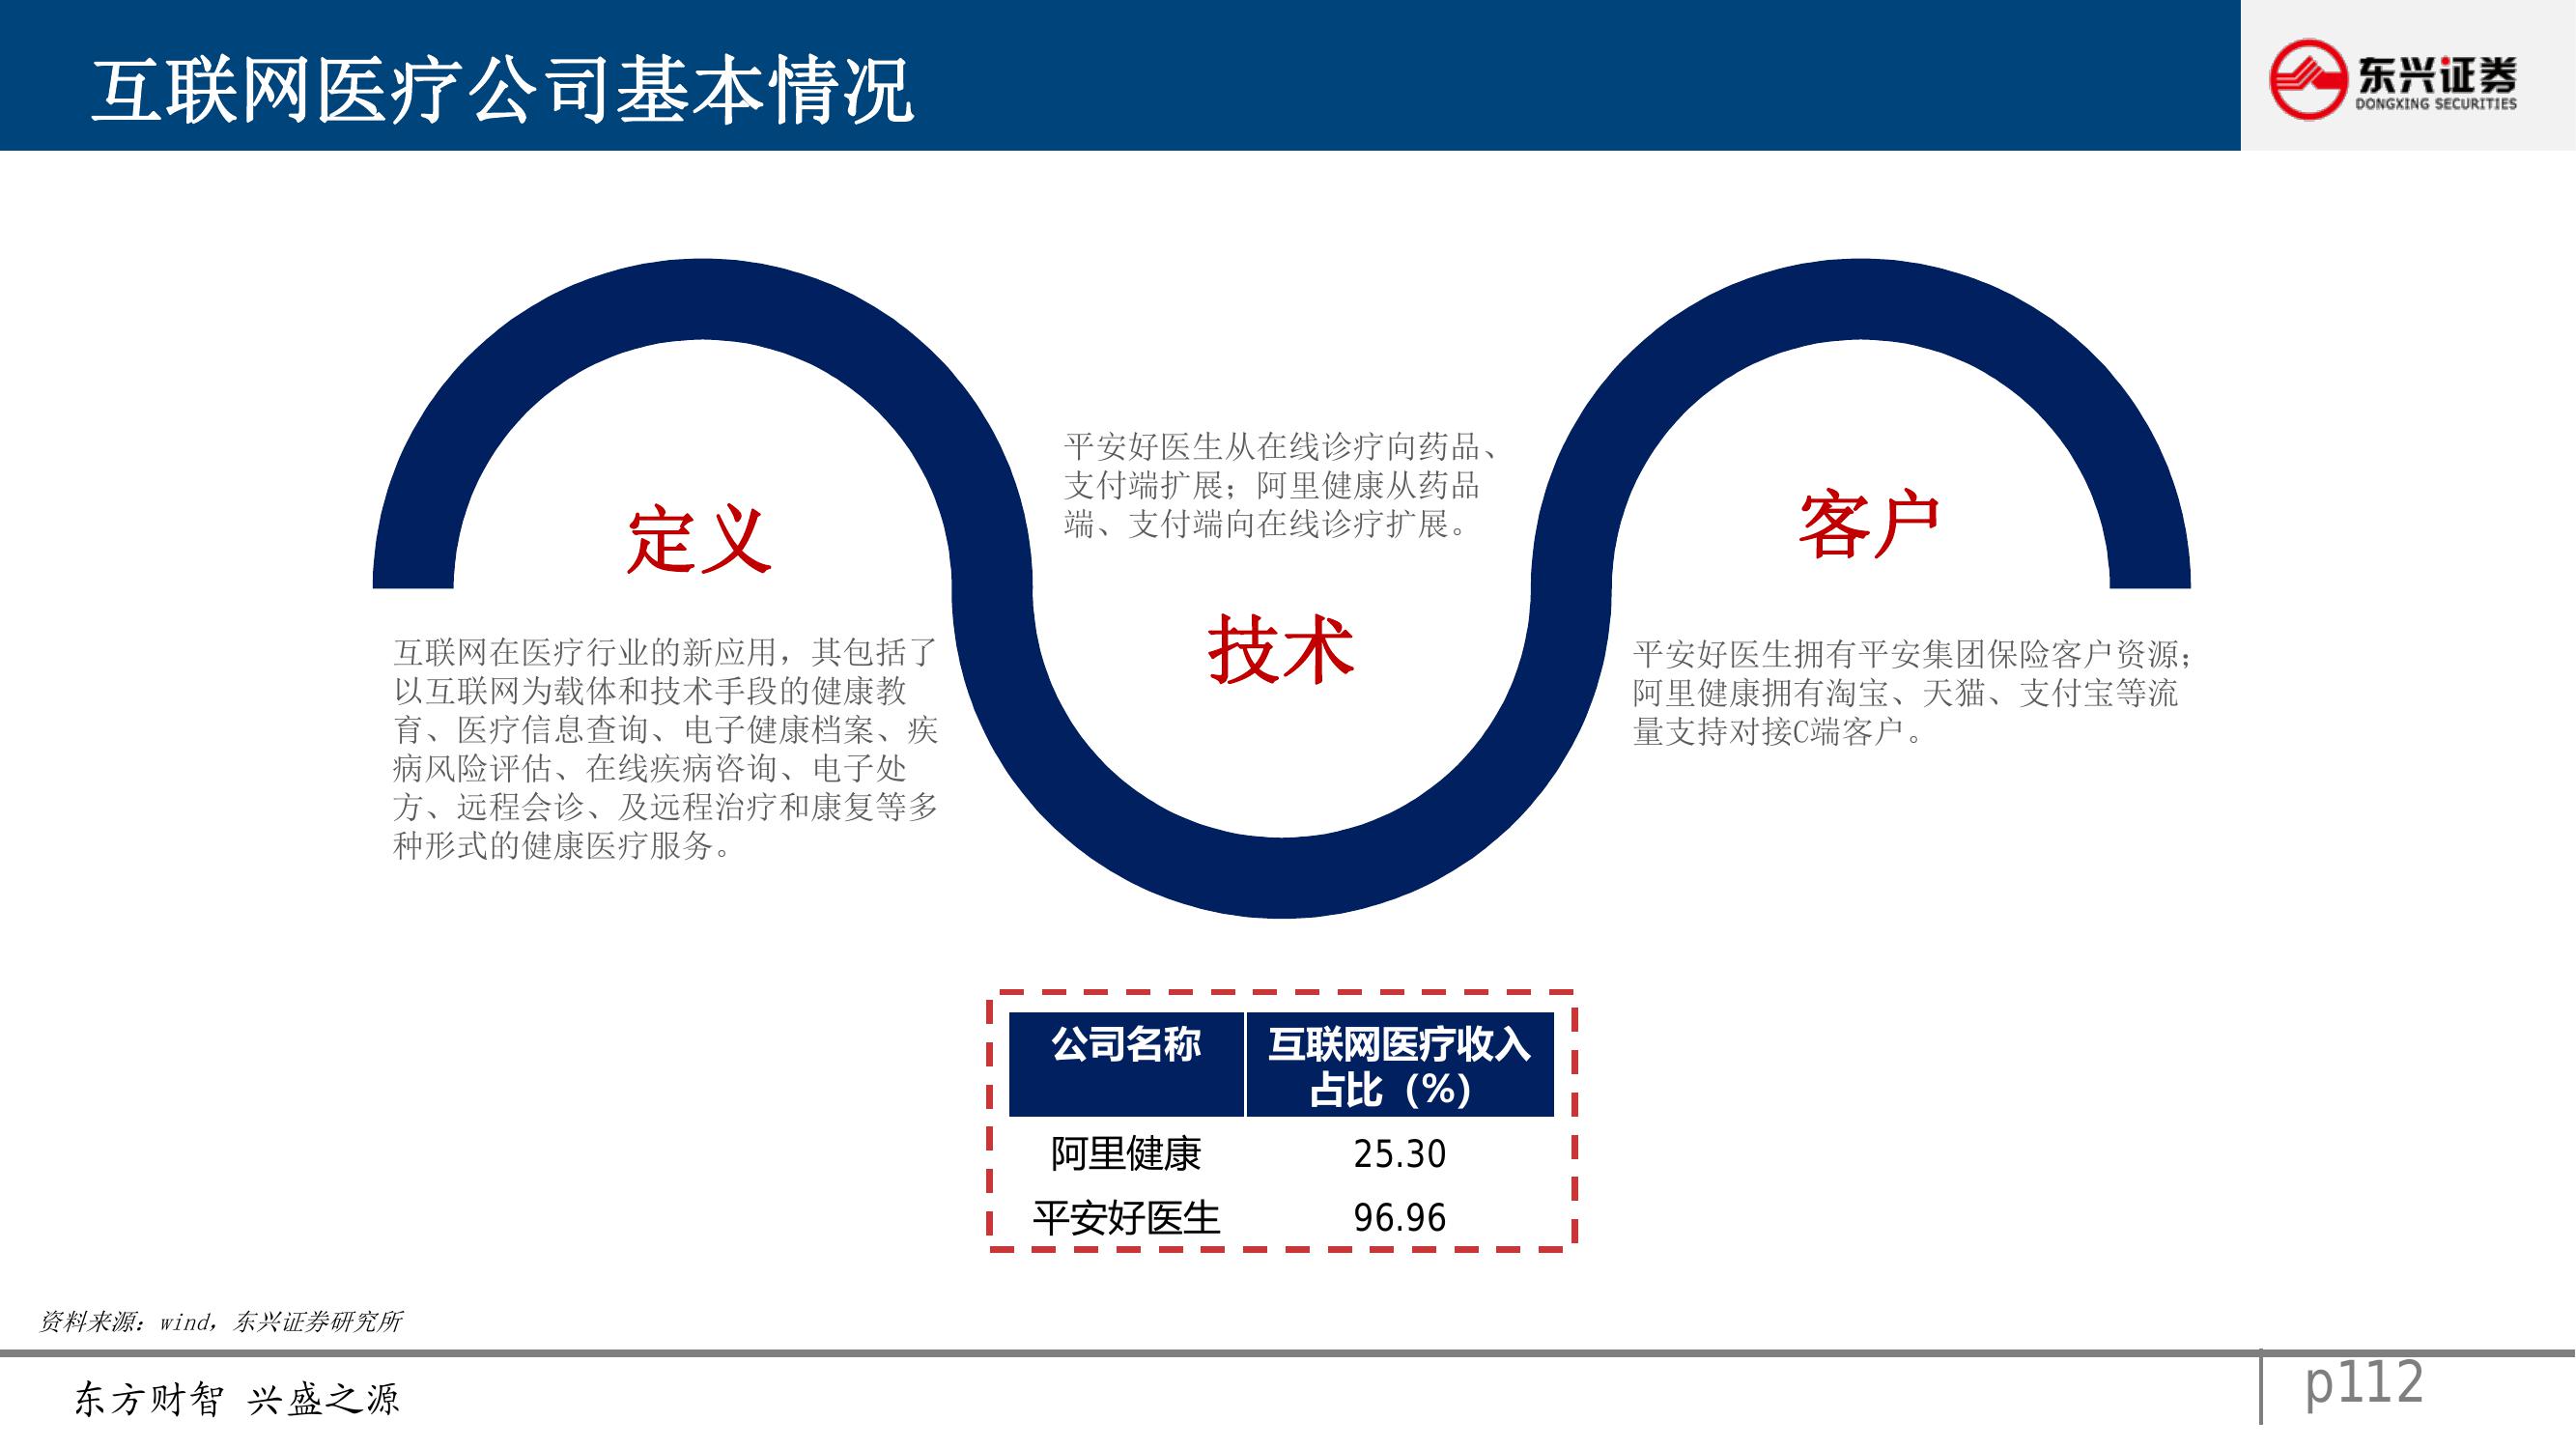 互联网医疗公司基本情况
东兴证券
DONGXING SECURITIES
定义
互联网在医疗行业的新应用，其包括了
以互联网为载体和技术手段的健康教
育、医疗信息查询、电子健康档案、疾
病风险评估、在线疾病咨询、电子处
方、远程会诊、及远程治疗和康复等多
种形式的健康医疗服务。
平安好医生从在线诊疗向药品、
支付端扩展；阿里健康从药品
端、支付端向在线诊疗扩展。
技术
客户
平安好医生拥有平安集团保险客户资源；
阿里健康拥有淘宝、天猫、支付宝等流
量支持对接C端客户。
公司名称 互联网医疗收入
占比（%）
阿里健康 25.30
平安好医生 96.96
资料来源：wind，东兴证券研究所
东方财智 兴盛之源
p112